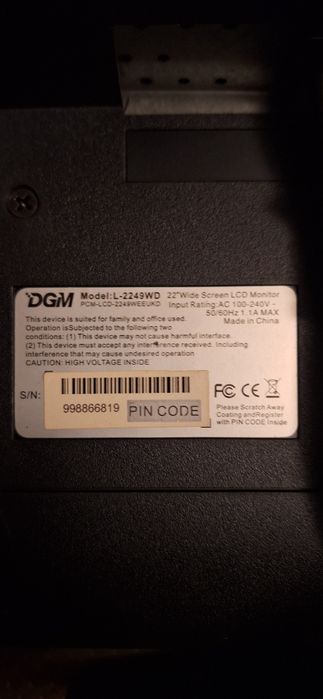 DGM Model:L-2249WD 22"Wide Screen LCD Monitor
PCM-LCD-2249WEEUKD Input Rating:AC 100-240V ~
50/60Hz 1.1A MAX
This device is suited for family and office used. Made in China
Operation isSubjected to the following two
conditions: (1) This device may not cause harmful interface.
(2) This device must accept any interference received. Including
interference that may cause undesired operation
CAUTION: HIGH VOLTAGE INSIDE
S/N:
998866819 PIN CODE
FC CE
Please Scratch Away
Coating and Register
with PIN CODE Inside